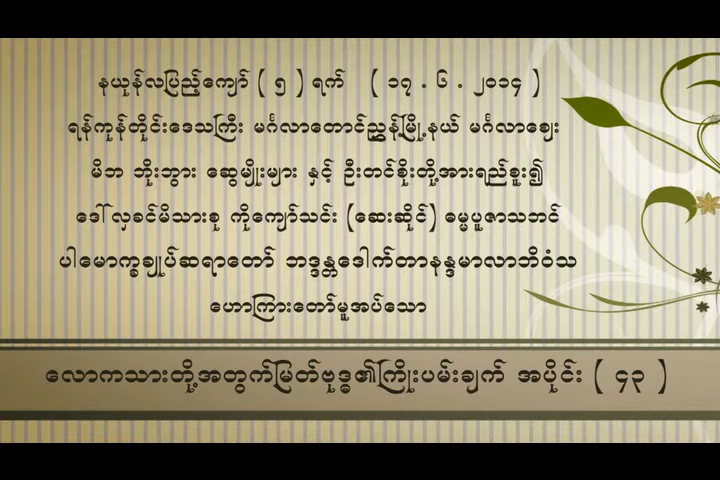 နယုန်လပြည့်ကျော် ( ၅ ) ရက် ( ၁၇ . ၆ . ၂၀၁၄ )
ရန်ကုန်တိုင်းဒေသကြီး မင်္ဂလာတောင်ညွှန့်မြို့နယ် မင်္ဂလာဈေး
မိဘ ဘိုးဘွား ဆွေမျိုးများ နှင့် ဦးတင်စိုးတို့အားရည်စူး၍
ဒေါ်လှခင်မိသားစု ကိုကျော်သင်း (ဆေးဆိုင်) ဓမ္မပူဇာသဘင်
ပါမောက္ခချုပ်ဆရာတော် ဘဒ္ဒန္တဒေါက်တာနန္ဒမာလာဘိဝံသ
ဟောကြားတော်မူအပ်သော
လောကသားတို့အတွက်မြတ်ဗုဒ္ဓ၏ကြိုးပမ်းချက် အပိုင်း ( ၄၃ )